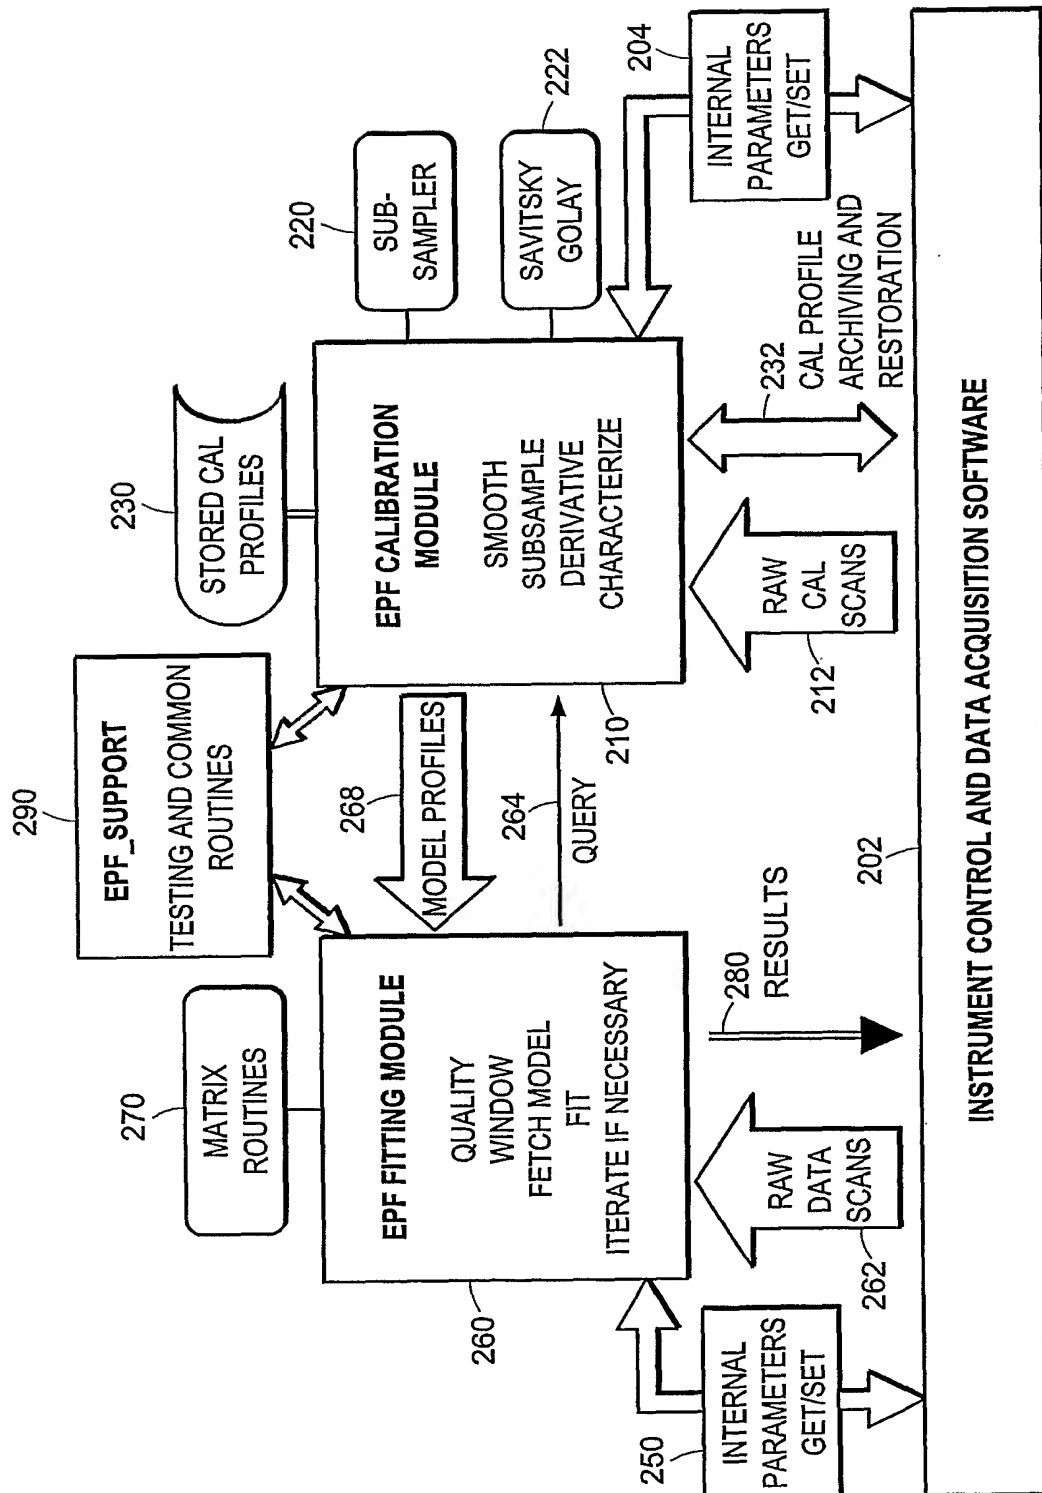 290
EPF_SUPPORT
TESTING AND COMMON
ROUTINES
270
MATRIX
ROUTINES
230
STORED CAL
PROFILES
220
SUB-
SAMPLER
222
SAVITSKY
GOLAY
260
EPF FITTING MODULE
QUALITY
WINDOW
FETCH MODEL
FIT
ITERATE IF NECESSARY
268
MODEL PROFILES
264
QUERY
210
EPF CALIBRATION
MODULE
SMOOTH
SUBSAMPLE
DERIVATIVE
CHARACTERIZE
250
INTERNAL
PARAMETERS
GET/SET
262
RAW
DATA
SCANS
280
RESULTS
212
RAW
CAL
SCANS
232
CAL PROFILE
ARCHIVING AND
RESTORATION
204
INTERNAL
PARAMETERS
GET/SET
202
INSTRUMENT CONTROL AND DATA ACQUISITION SOFTWARE